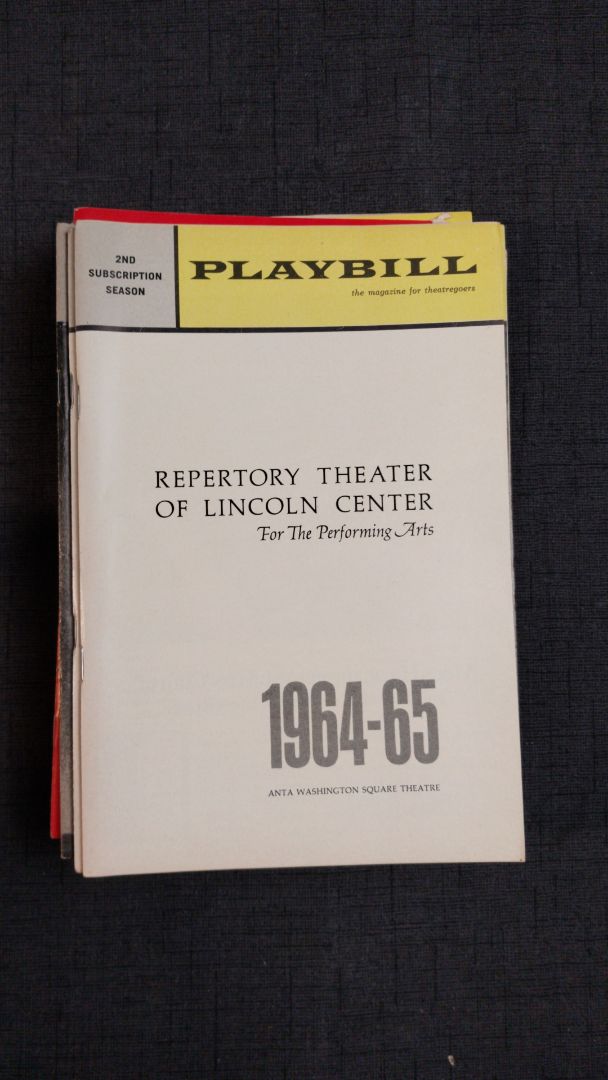 2ND
SUBSCRIPTION
SEASON
PLAYBILL
the magazine for theatregoers
REPERTORY THEATER
OF LINCOLN CENTER
For The Performing Arts
1964-65
ANTA WASHINGTON SQUARE THEATRE